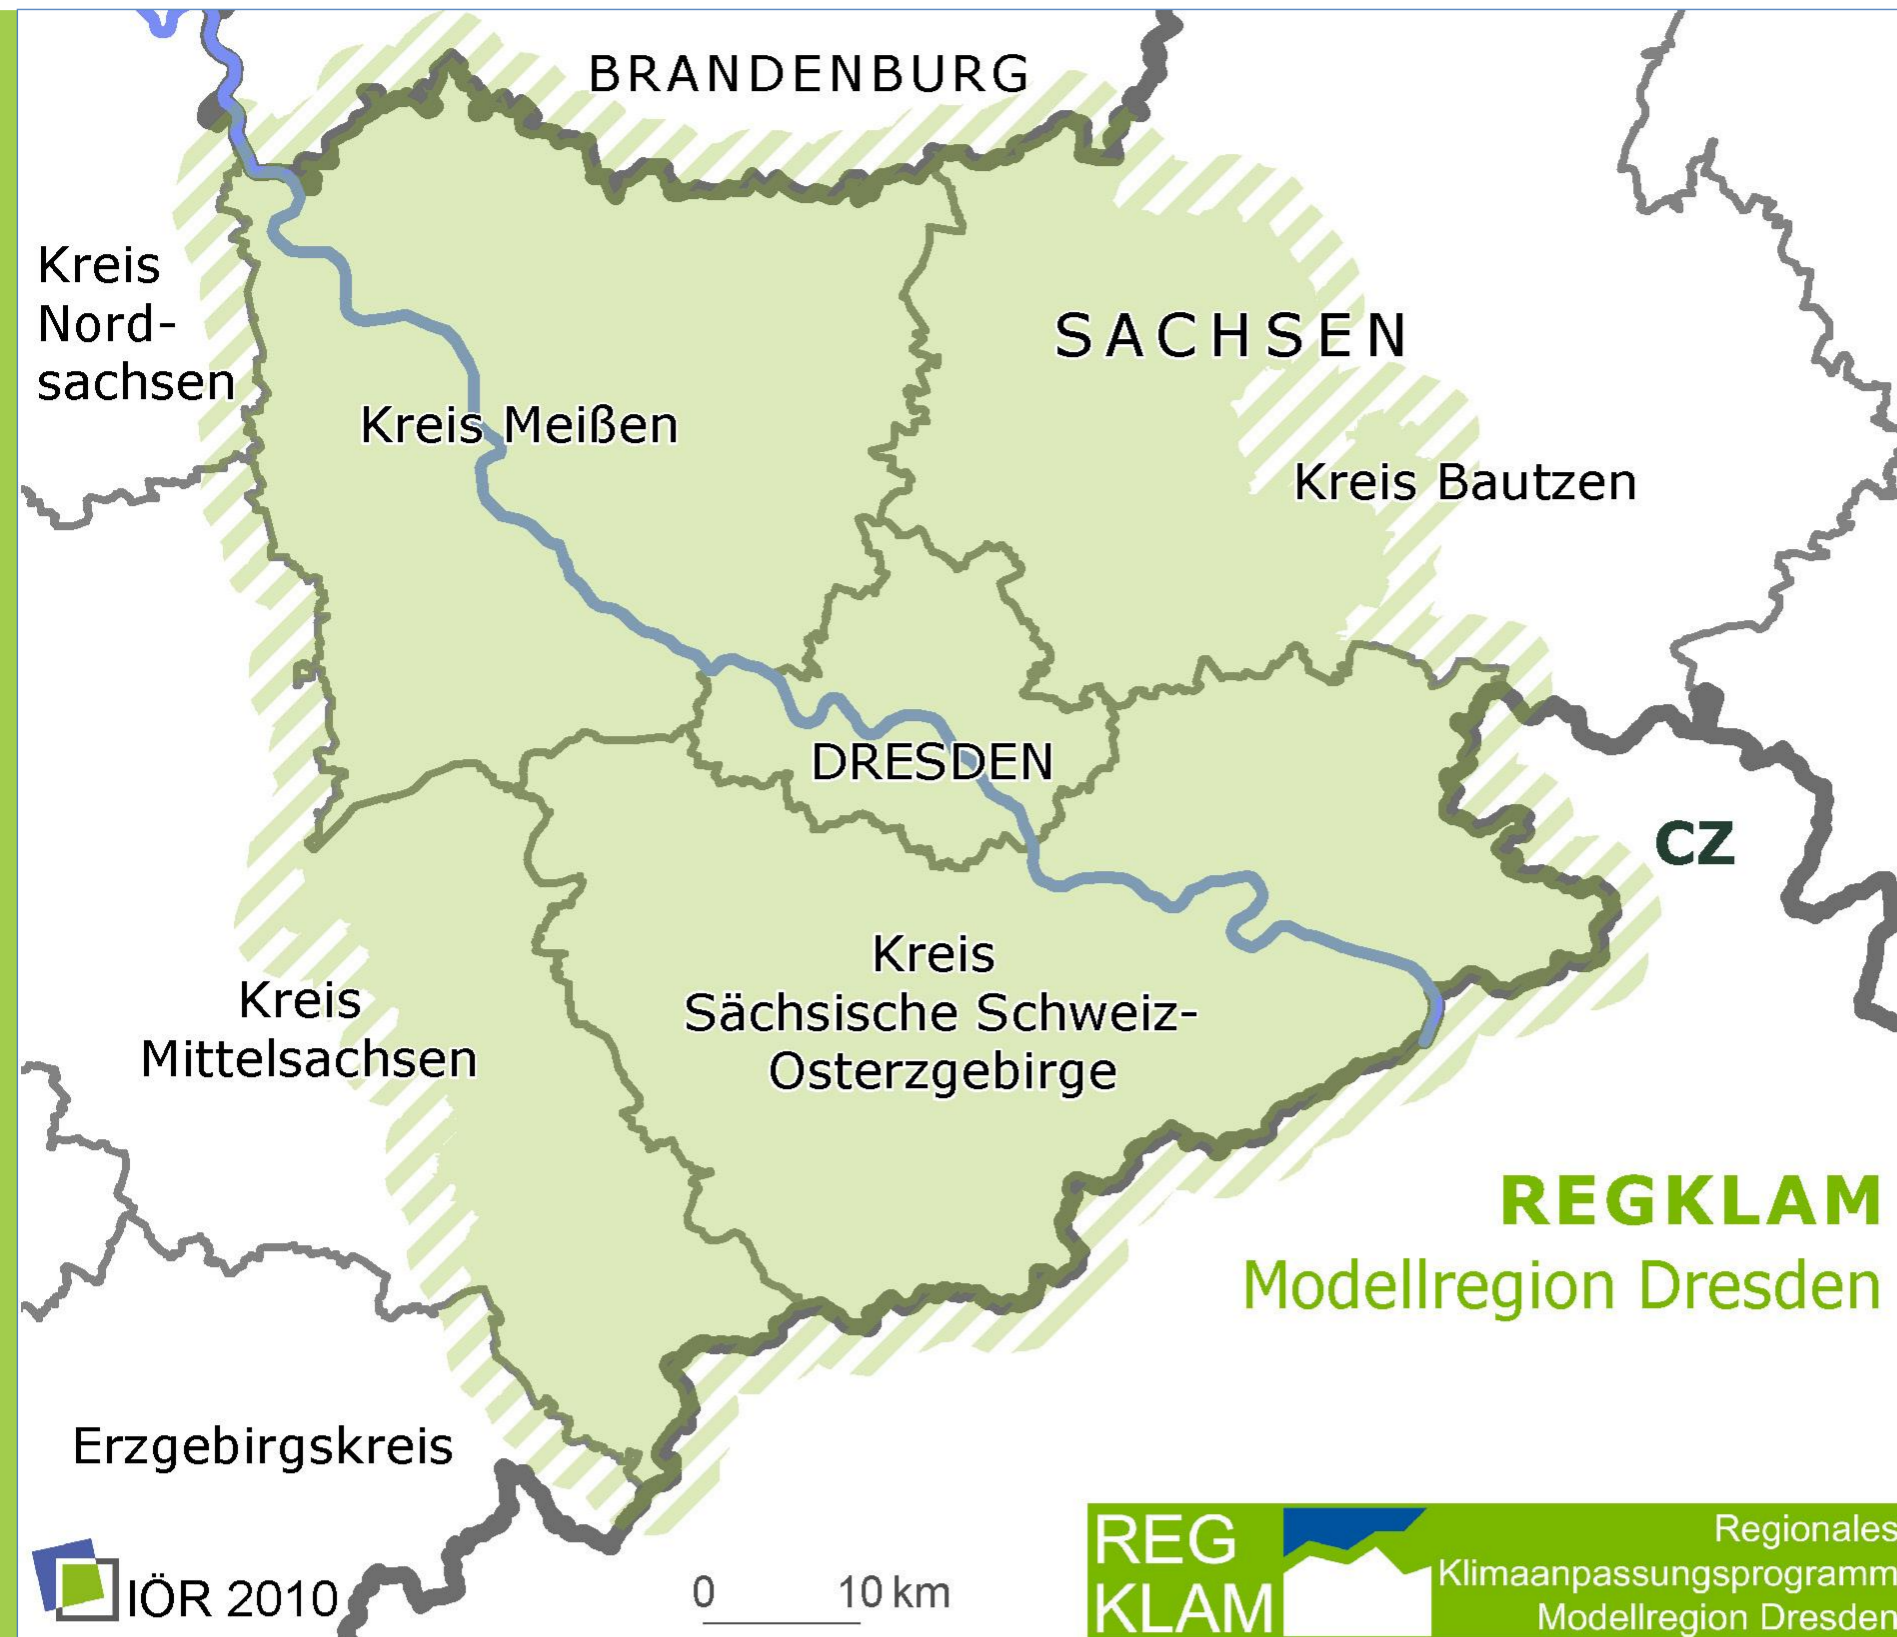 BRANDENBURG
Kreis
Nord-
sachsen
SACHSEN
Kreis Meißen
Kreis Bautzen
DRESDEN
CZ
Kreis
Sächsische Schweiz-
Osterzgebirge
Kreis
Mittelsachsen
REGKLAM
Modellregion Dresden
Erzgebirgskreis
IÖR 2010
0 10 km
REG
KLAM
Regionales
Klimaanpassungsprogramm
Modellregion Dresden